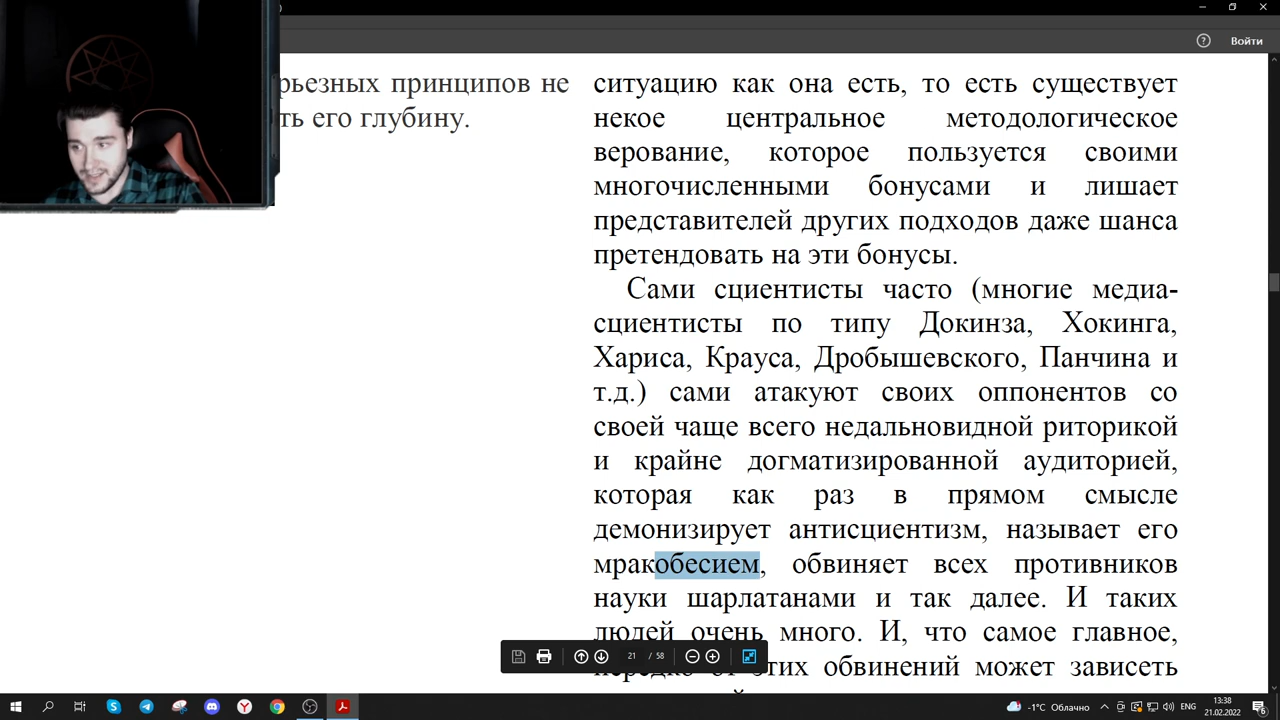 Войти
рьезных принципов не
ть его глубину.
ситуацию как она есть, то есть существует
некое центральное методологическое
верование, которое пользуется своими
многочисленными бонусами и лишает
представителей других подходов даже шанса
претендовать на эти бонусы.
Сами сциентисты часто (многие медиа-
сциентисты по типу Докинза, Хокинга,
Хариса, Крауса, Дробышевского, Панчина и
т.д.) сами атакуют своих оппонентов со
своей чаще всего недальновидной риторикой
и крайне догматизированной аудиторией,
которая как раз в прямом смысле
демонизирует антисциентизм, называет его
мракобесием, обвиняет всех противников
науки шарлатанами и так далее. И таких
людей очень много. И, что самое главное,
этих обвинений может зависеть
21 / 58
-1°C Облачно
ENG
13:38
21.02.2022
6